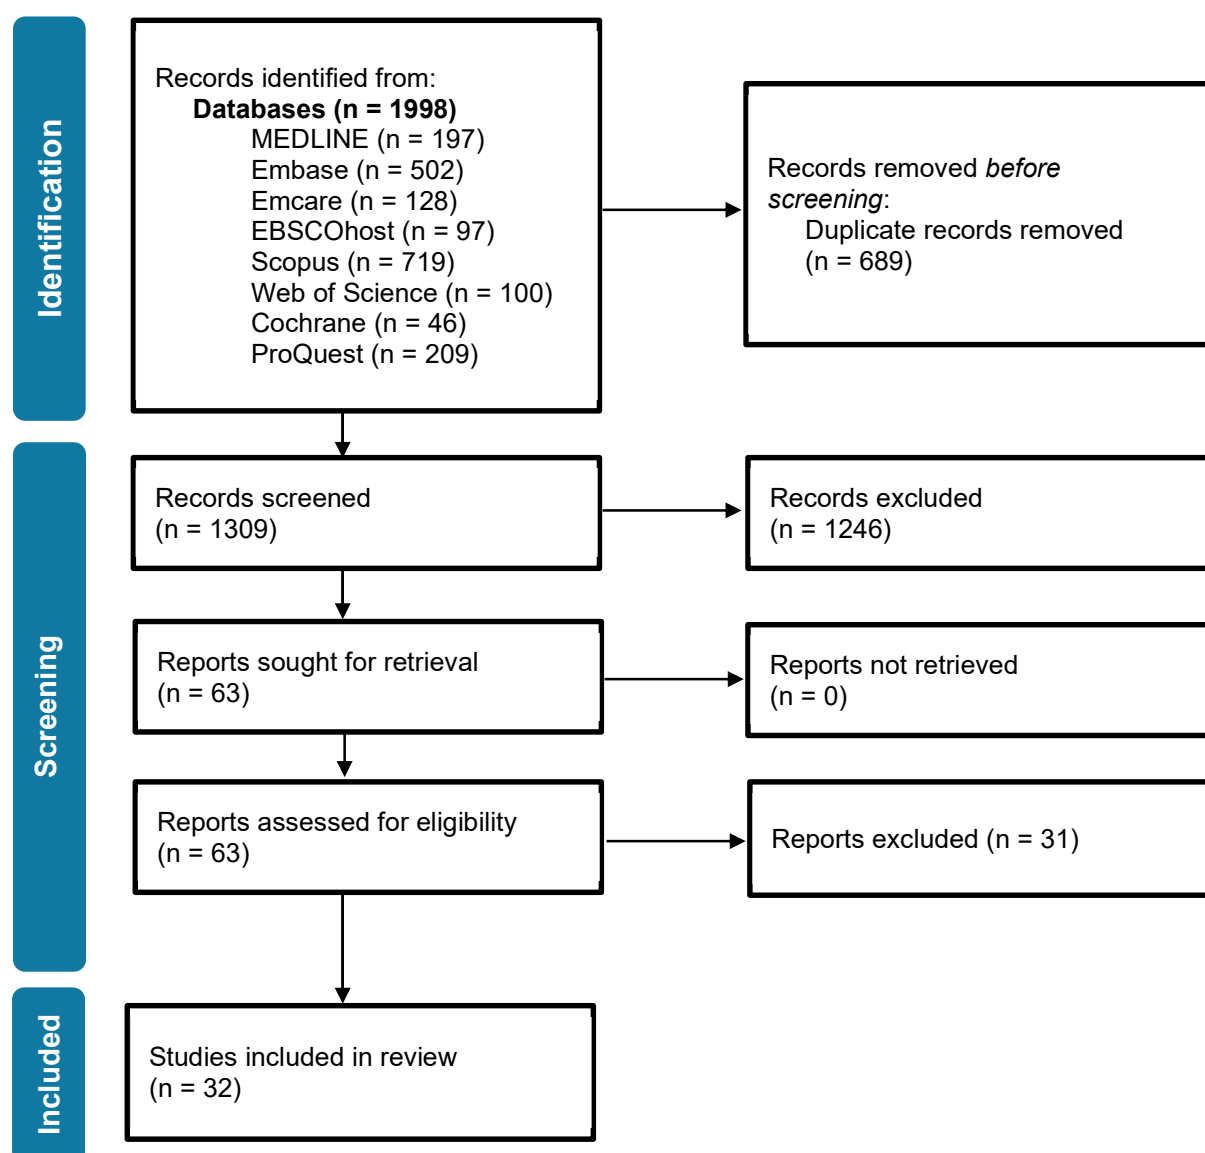 Identification
Records identified from:
Databases (n = 1998)
MEDLINE (n = 197)
Embase (n = 502)
Emcare (n = 128)
EBSCOhost (n = 97)
Scopus (n = 719)
Web of Science (n = 100)
Cochrane (n = 46)
ProQuest (n = 209)
Records removed before
screening:
Duplicate records removed
(n = 689)
Screening
Records screened
(n = 1309)
Records excluded
(n = 1246)
Reports sought for retrieval
(n = 63)
Reports not retrieved
(n = 0)
Reports assessed for eligibility
(n = 63)
Reports excluded (n = 31)
Included
Studies included in review
(n = 32)